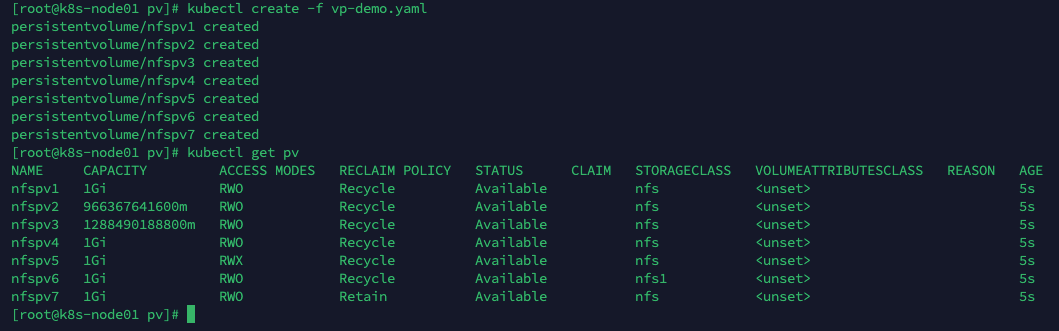 [root@k8s-node01 pv]# kubectl create -f vp-demo.yaml
persistentvolume/nfspv1 created
persistentvolume/nfspv2 created
persistentvolume/nfspv3 created
persistentvolume/nfspv4 created
persistentvolume/nfspv5 created
persistentvolume/nfspv6 created
persistentvolume/nfspv7 created
[root@k8s-node01 pv]# kubectl get pv
NAME     CAPACITY         ACCESS MODES   RECLAIM POLICY   STATUS      CLAIM   STORAGECLASS   VOLUMEATTRIBUTESCLASS   REASON   AGE
nfspv1   1Gi              RWO            Recycle          Available           nfs            <unset>                          5s
nfspv2   966367641600m    RWO            Recycle          Available           nfs            <unset>                          5s
nfspv3   1288490188800m   RWO            Recycle          Available           nfs            <unset>                          5s
nfspv4   1Gi              RWO            Recycle          Available           nfs            <unset>                          5s
nfspv5   1Gi              RWX            Recycle          Available           nfs            <unset>                          5s
nfspv6   1Gi              RWO            Recycle          Available           nfs1           <unset>                          5s
nfspv7   1Gi              RWO            Retain           Available           nfs            <unset>                          5s
[root@k8s-node01 pv]#